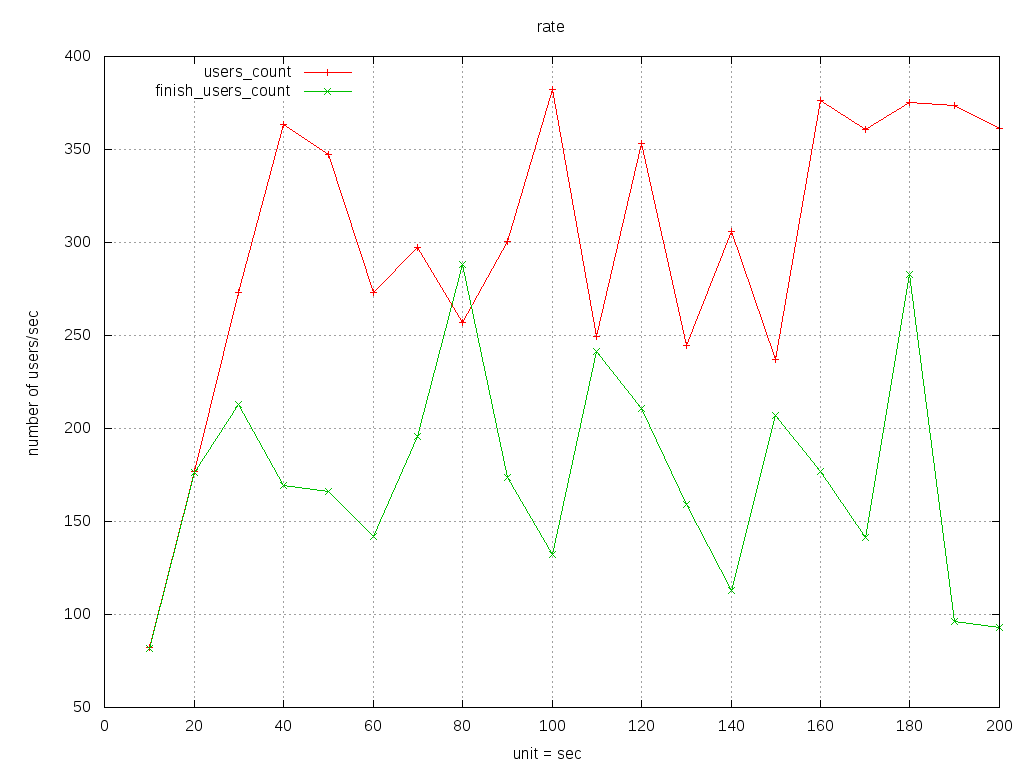 rate
400
350
300
250
200
150
100
50
users_count
finish_users_count
number of users/sec
0 20 40 60 80 100 120 140 160 180 200
unit = sec